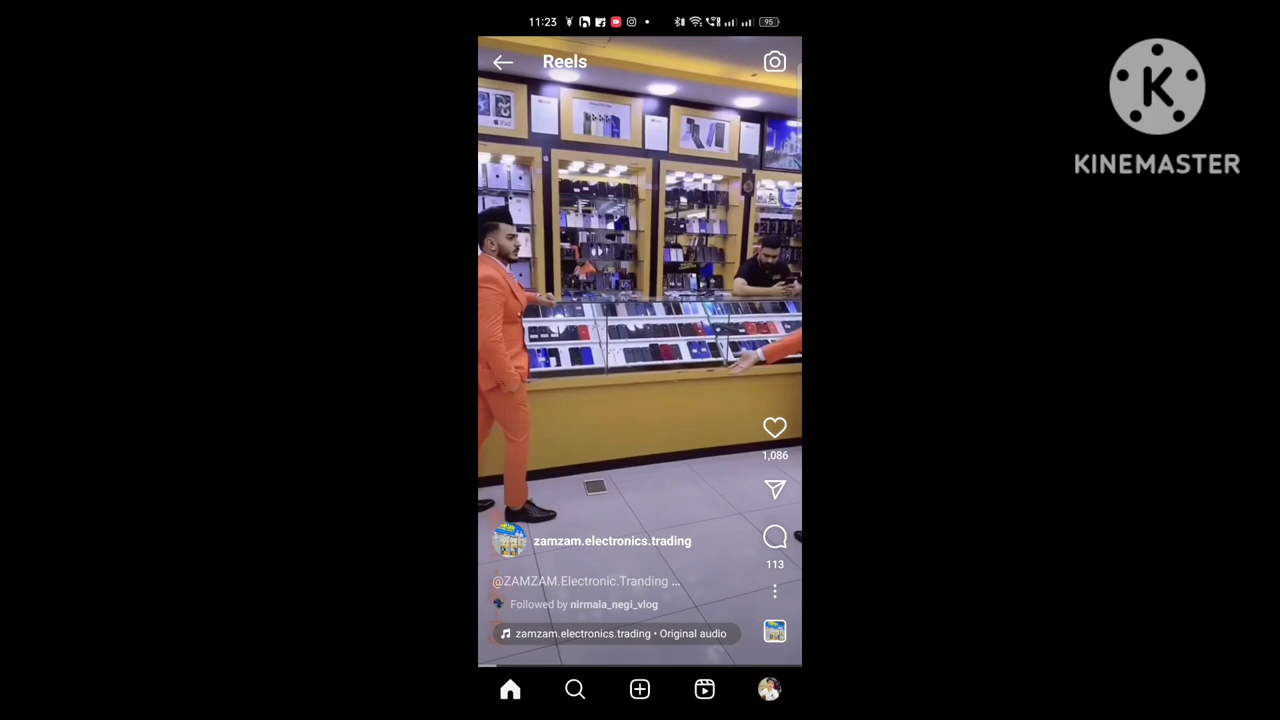 11:23
95
Reels
K
KINEMASTER
1,086
zamzam.electronics.trading
113
@ZAMZAM.Electronic.Tranding ...
Followed by nirmala_negi_vlog
zamzam.electronics.trading • Original audio